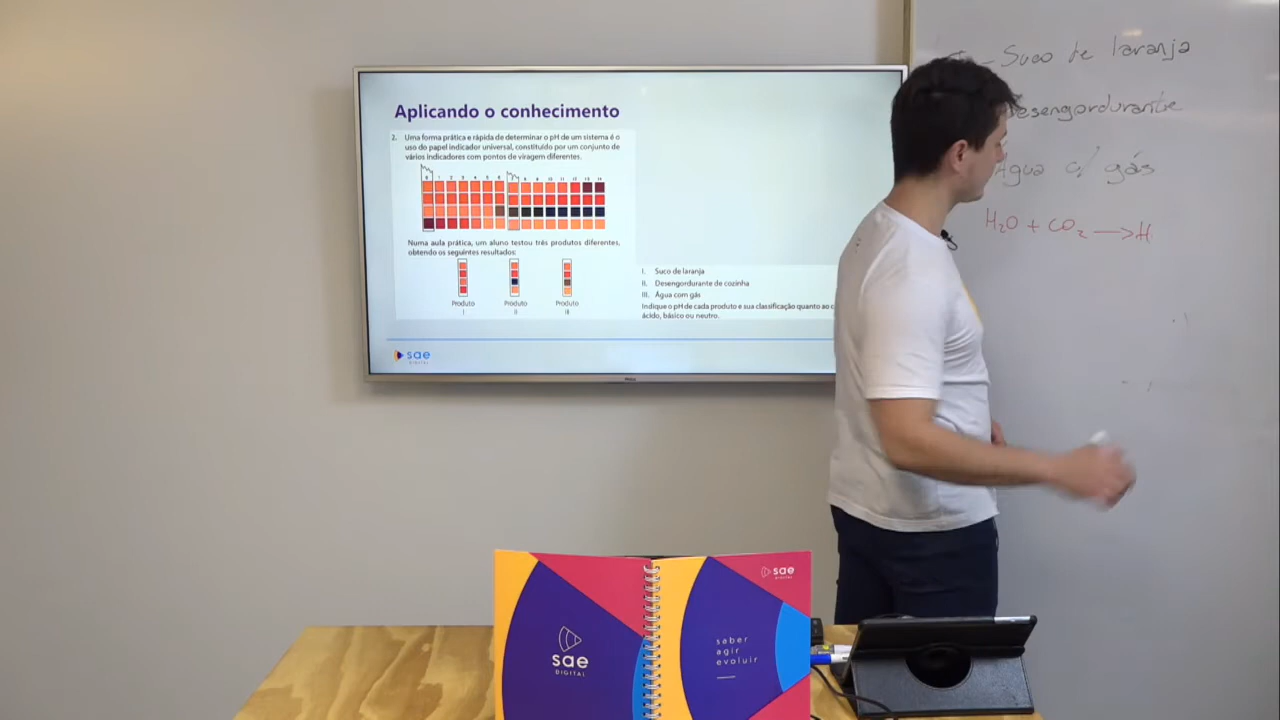 Aplicando o conhecimento
2. Uma forma prática e rápida de determinar o pH de um sistema é o
uso do papel indicador universal, constituído por um conjunto de
vários indicadores com pontos de viragem diferentes.
Numa aula prática, um aluno testou três produtos diferentes,
obtendo os seguintes resultados:
Produto Produto Produto
I II III
I. Suco de laranja
II. Desengordurante de cozinha
III. Água com gás
Indique o pH de cada produto e sua classificação quanto ao
ácido, básico ou neutro.
sae
DIGITAL
Suco de laranja
Desengordurante
Água c/ gás
H₂O + CO₂ → H
sae
DIGITAL
sae
DIGITAL
saber
agir
evoluir